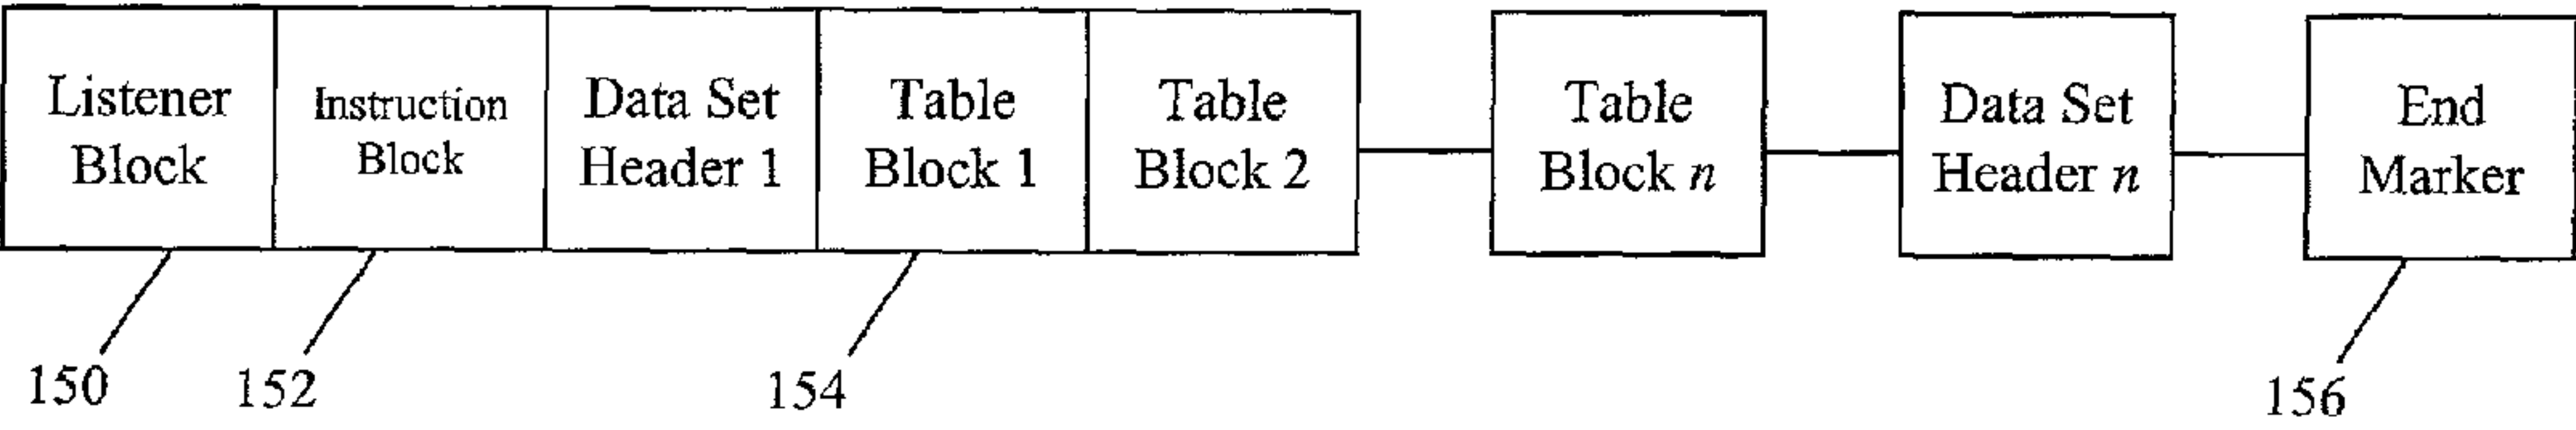 Listener
Block
Instruction
Block
Data Set
Header 1
Table
Block 1
Table
Block 2
Table
Block n
Data Set
Header n
End
Marker
150
152
154
156